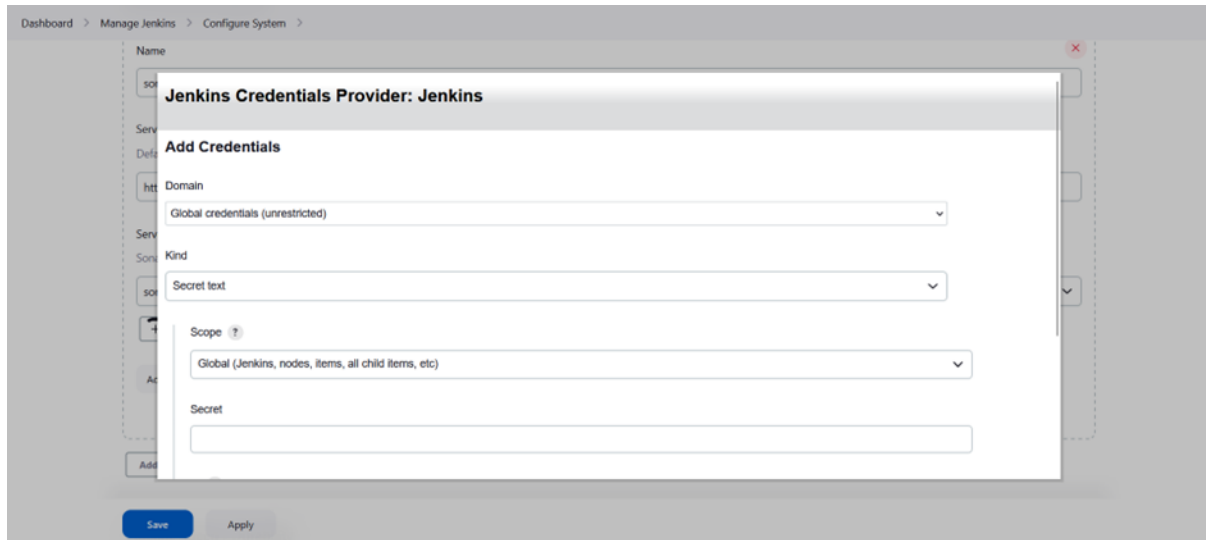 Dashboard > Manage Jenkins > Configure System >
Name
Jenkins Credentials Provider: Jenkins
Add Credentials
Domain
Global credentials (unrestricted)
Kind
Secret text
Scope ?
Global (Jenkins, nodes, items, all child items, etc)
Secret
Add
Save Apply